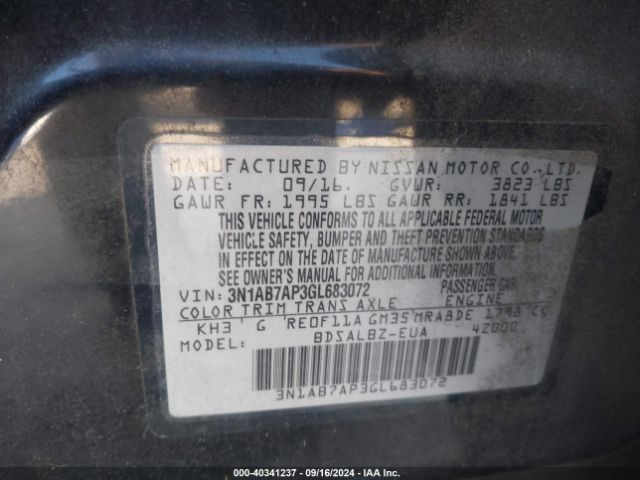 MANUFACTURED BY NISSAN MOTOR CO., LTD.
DATE: 09/16. GVWR: 3823 LBS
GAWR FR: 1995 LBS GAWR RR: 1841 LBS
THIS VEHICLE CONFORMS TO ALL APPLICABLE FEDERAL MOTOR
VEHICLE SAFETY, BUMPER AND THEFT PREVENTION STANDARDS
IN EFFECT ON THE DATE OF MANUFACTURE SHOWN ABOVE.
SEE OWNER'S MANUAL FOR ADDITIONAL INFORMATION.
VIN: 3N1AB7AP3GL683072 PASSENGER CAR
COLOR TRIM TRANS AXLE ENGINE
KH3 G RE0F11A GM35 MRA8DE 1798 CC
MODEL: BDSALBZ-EUA 4Z000
3N1AB7AP3GL683072
000-40341237 - 09/16/2024 - IAA Inc.